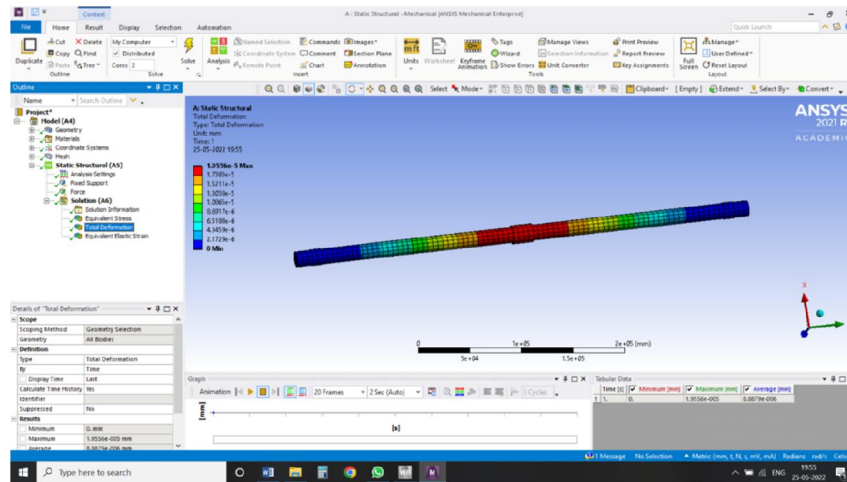 Context
A : Static Structural - Mechanical [ANSYS Mechanical Enterprise]
File Home Result Display Selection Automation
Quick Launch
Duplicate
Cut Delete My Computer
Copy Find Distributed
Paste Tree Cores 2
Outline
Solve
Solve
Analysis
Named Selection Commands Images
Coordinate System Comment Section Plane
Remote Point Chart Annotation
Insert
Units Worksheet Keyframe Animation
Tags Manage Views Print Preview
Wizard Selection Information Report Preview
Show Errors Unit Converter Key Assignments
Tools
Full Screen
Manage
User Defined
Reset Layout
Layout
Select Mode Clipboard [ Empty ] Extend Select By Convert
Outline
Name Search Outline
Project*
Model (A4)
Geometry
Materials
Coordinate Systems
Mesh
Static Structural (A5)
Analysis Settings
Fixed Support
Force
Solution (A6)
Solution Information
Equivalent Stress
Total Deformation
Equivalent Elastic Strain
A: Static Structural
Total Deformation
Type: Total Deformation
Unit: mm
Time: 1
25-05-2022 19:55
1.9556e-5 Max
1.7383e-5
1.5211e-5
1.3038e-5
1.0865e-5
8.6917e-6
6.5188e-6
4.3459e-6
2.1729e-6
0 Min
ANSYS
2021 R
ACADEMIC
X
0 1e+05 2e+05 (mm)
5e+04 1.5e+05
Details of "Total Deformation"
Scope
Scoping Method Geometry Selection
Geometry All Bodies
Definition
Type Total Deformation
By Time
Display Time Last
Calculate Time History Yes
Identifier
Suppressed No
Results
Minimum 0. mm
Maximum 1.9556e-005 mm
Average 8.8879e-006 mm
Graph
Animation 20 Frames 2 Sec (Auto) 3 Cycles
[mm]
[s]
Tabular Data
Time [s] Minimum [mm] Maximum [mm] Average [mm]
1 1. 0. 1.9556e-005 8.8879e-006
1 Message No Selection Metric (mm, t, N, s, mV, mA) Radians rad/s Celsi
Type here to search
ENG
19:55
25-05-2022